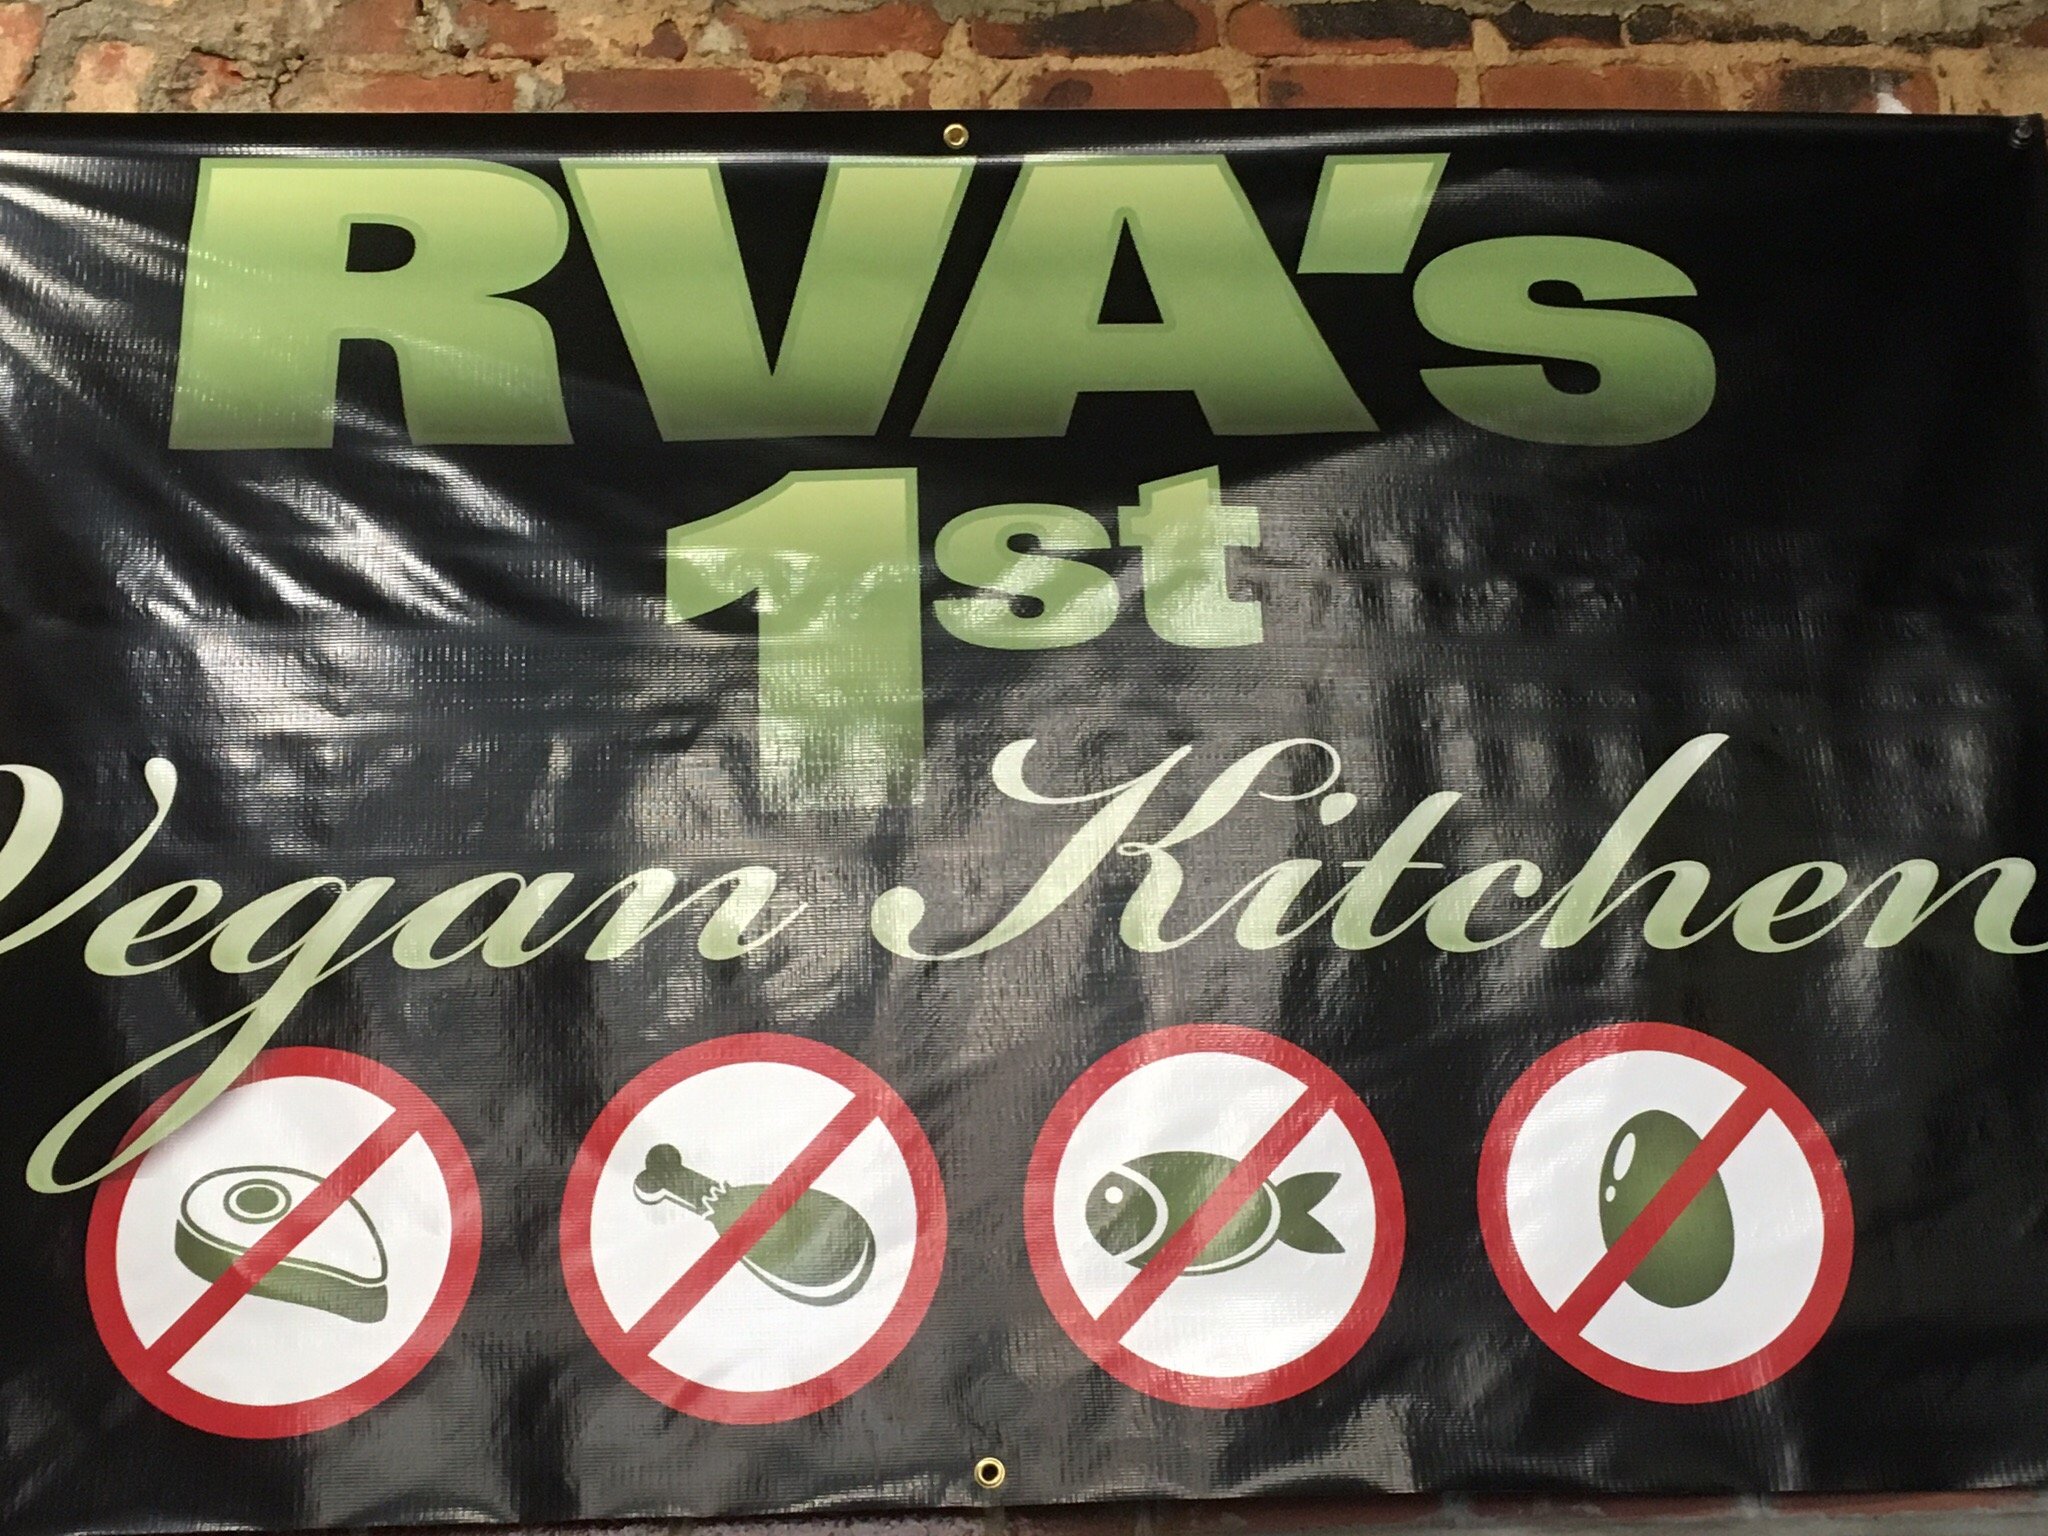 RVA's
1st
Vegan Kitchen